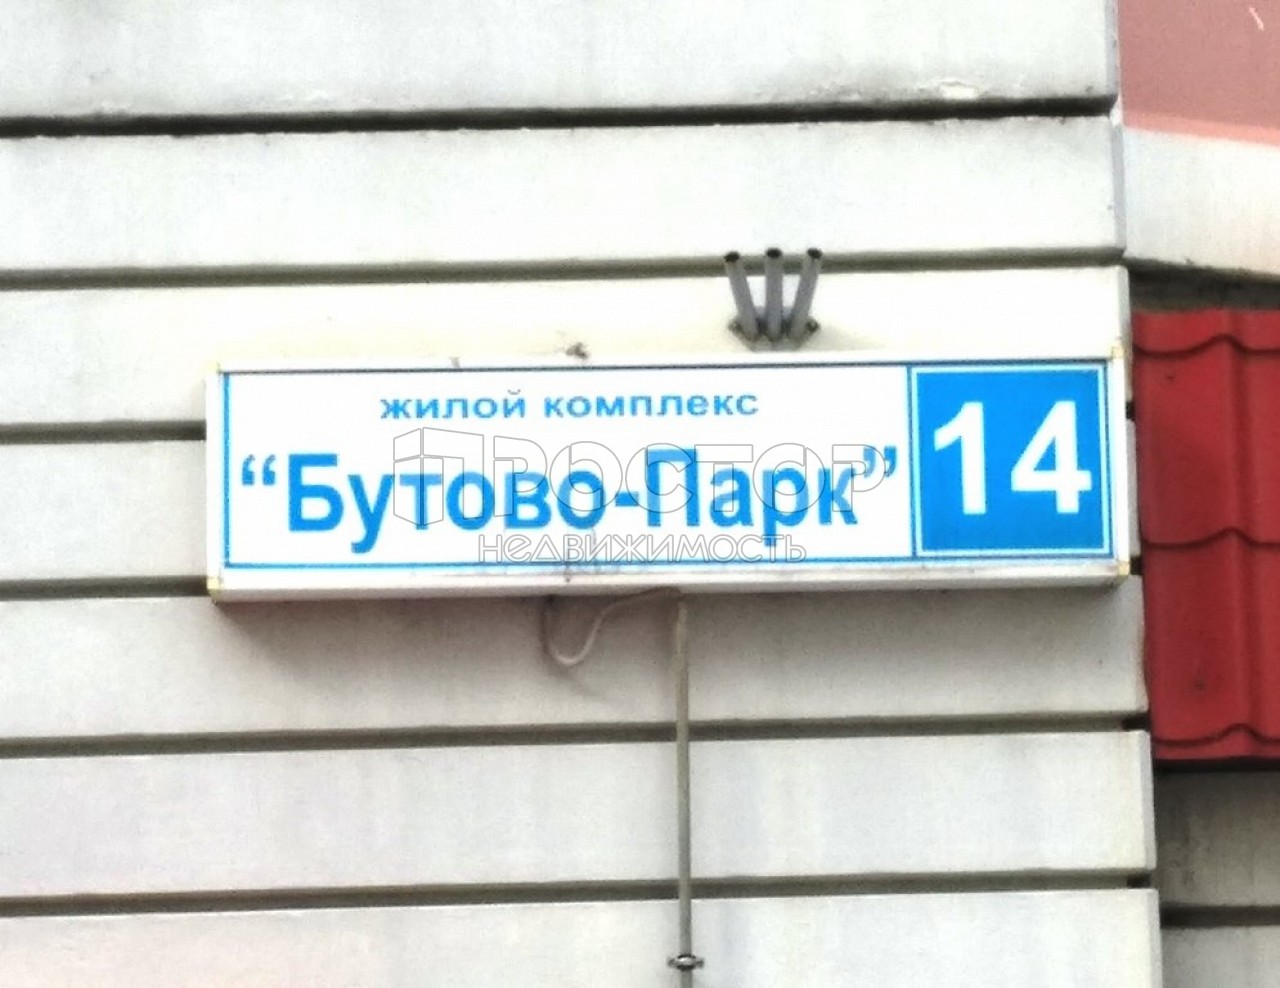 жилой комплекс
“Бутово-Парк”
14
ПРОСТОР
недвижимость